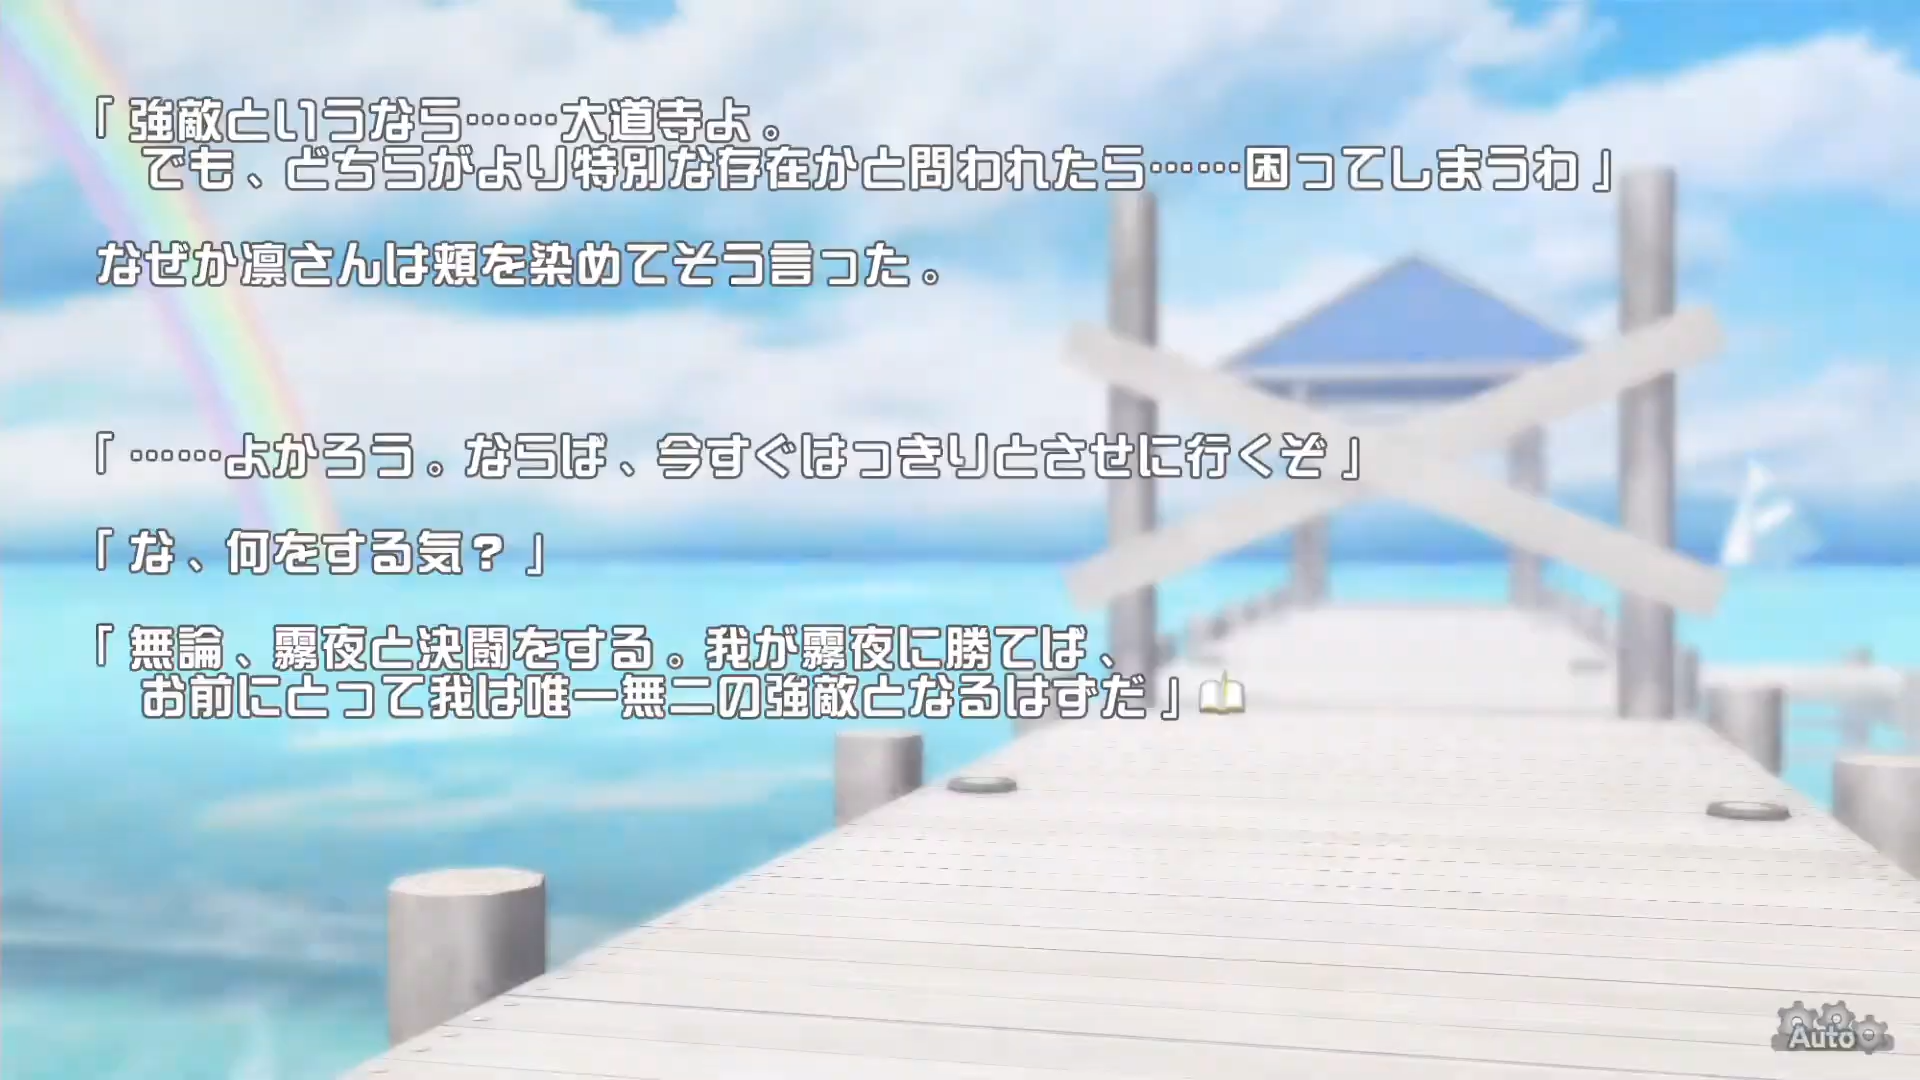 「強敵というなら……大道寺よ。
でも、どちらがより特別な存在かと問われたら……困ってしまうわ」
なぜか凛さんは頬を染めてそう言った。
「……よかろう。ならば、今すぐはっきりとさせに行くぞ」
「な、何をする気？」
「無論、霧夜と決闘をする。我が霧夜に勝てば、
お前にとって我は唯一無二の強敵となるはずだ」
Auto